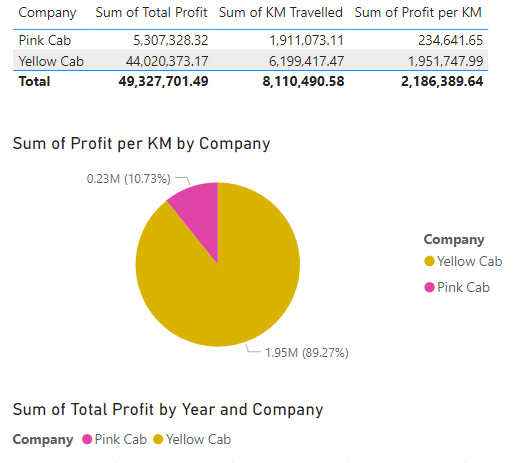 Company Sum of Total Profit Sum of KM Travelled Sum of Profit per KM
Pink Cab 5,307,328.32 1,911,073.11 234,641.65
Yellow Cab 44,020,373.17 6,199,417.47 1,951,747.99
Total 49,327,701.49 8,110,490.58 2,186,389.64
Sum of Profit per KM by Company
0.23M (10.73%)
Company
Yellow Cab
Pink Cab
1.95M (89.27%)
Sum of Total Profit by Year and Company
Company Pink Cab Yellow Cab